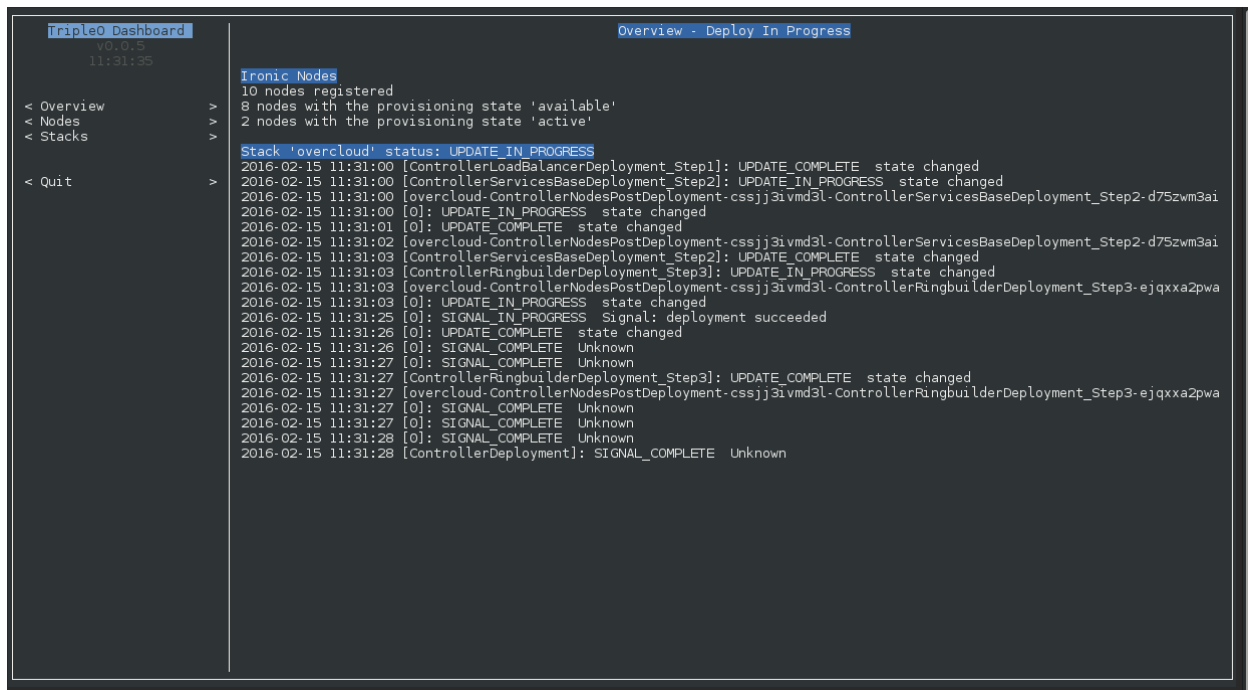 TripleO Dashboard
v0.0.5
11:31:35
< Overview >
< Nodes >
< Stacks >
< Quit >
Overview - Deploy In Progress
Ironic Nodes
10 nodes registered
8 nodes with the provisioning state 'available'
2 nodes with the provisioning state 'active'
Stack 'overcloud' status: UPDATE_IN_PROGRESS
2016-02-15 11:31:00 [ControllerLoadBalancerDeployment_Step1]: UPDATE_COMPLETE  state changed
2016-02-15 11:31:00 [ControllerServicesBaseDeployment_Step2]: UPDATE_IN_PROGRESS  state changed
2016-02-15 11:31:00 [overcloud-ControllerNodesPostDeployment-cssjj3ivmd3l-ControllerServicesBaseDeployment_Step2-d75zwm3ai
2016-02-15 11:31:00 [0]: UPDATE_IN_PROGRESS  state changed
2016-02-15 11:31:01 [0]: UPDATE_COMPLETE  state changed
2016-02-15 11:31:02 [overcloud-ControllerNodesPostDeployment-cssjj3ivmd3l-ControllerServicesBaseDeployment_Step2-d75zwm3ai
2016-02-15 11:31:03 [ControllerServicesBaseDeployment_Step2]: UPDATE_COMPLETE  state changed
2016-02-15 11:31:03 [ControllerRingbuilderDeployment_Step3]: UPDATE_IN_PROGRESS  state changed
2016-02-15 11:31:03 [overcloud-ControllerNodesPostDeployment-cssjj3ivmd3l-ControllerRingbuilderDeployment_Step3-ejqxxa2pwa
2016-02-15 11:31:03 [0]: UPDATE_IN_PROGRESS  state changed
2016-02-15 11:31:25 [0]: SIGNAL_IN_PROGRESS  Signal: deployment succeeded
2016-02-15 11:31:26 [0]: UPDATE_COMPLETE  state changed
2016-02-15 11:31:26 [0]: SIGNAL_COMPLETE  Unknown
2016-02-15 11:31:27 [0]: SIGNAL_COMPLETE  Unknown
2016-02-15 11:31:27 [ControllerRingbuilderDeployment_Step3]: UPDATE_COMPLETE  state changed
2016-02-15 11:31:27 [overcloud-ControllerNodesPostDeployment-cssjj3ivmd3l-ControllerRingbuilderDeployment_Step3-ejqxxa2pwa
2016-02-15 11:31:27 [0]: SIGNAL_COMPLETE  Unknown
2016-02-15 11:31:27 [0]: SIGNAL_COMPLETE  Unknown
2016-02-15 11:31:28 [0]: SIGNAL_COMPLETE  Unknown
2016-02-15 11:31:28 [ControllerDeployment]: SIGNAL_COMPLETE  Unknown